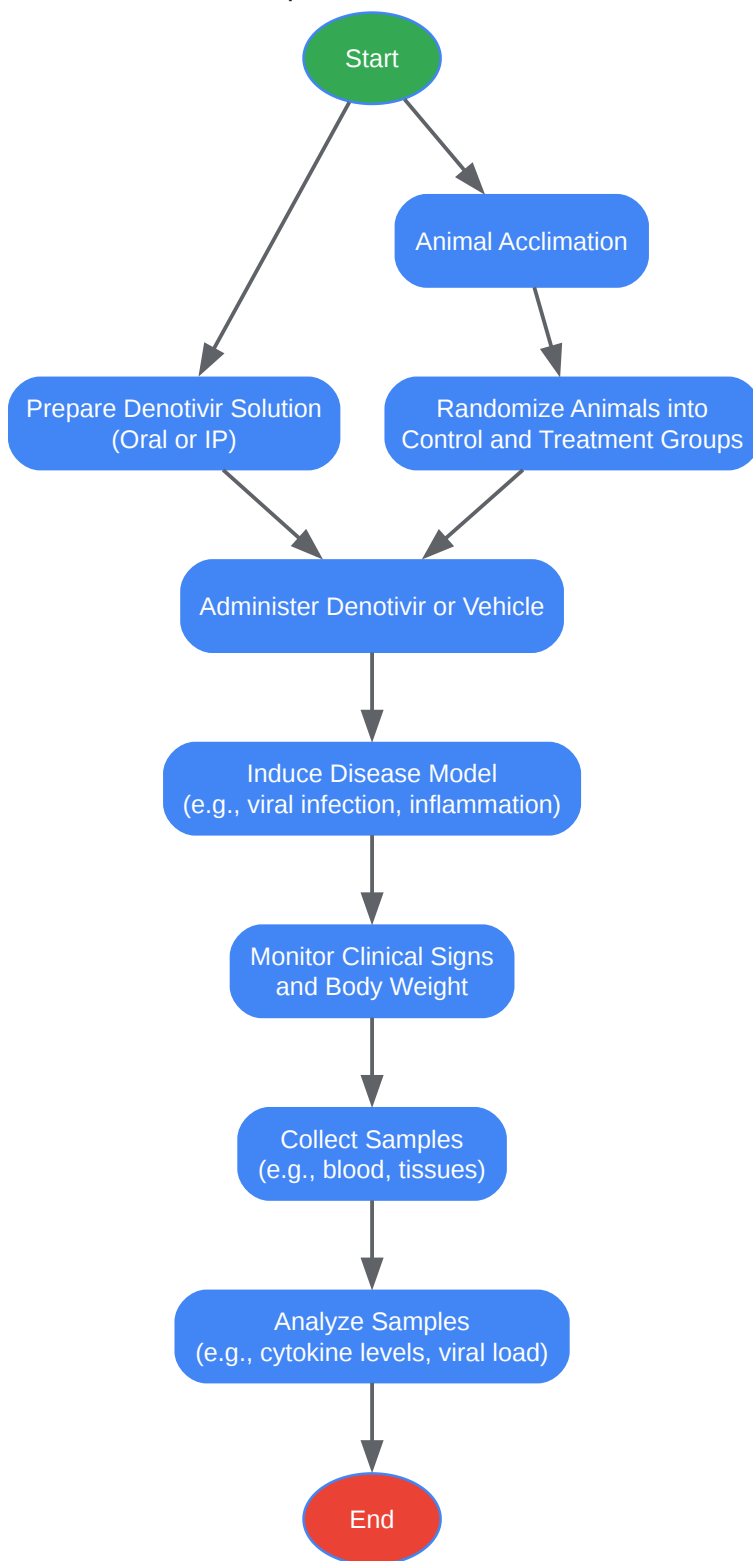 Start
Animal Acclimation
Prepare Denotivir Solution
(Oral or IP)
Randomize Animals into
Control and Treatment Groups
Administer Denotivir or Vehicle
Induce Disease Model
(e.g., viral infection, inflammation)
Monitor Clinical Signs
and Body Weight
Collect Samples
(e.g., blood, tissues)
Analyze Samples
(e.g., cytokine levels, viral load)
End